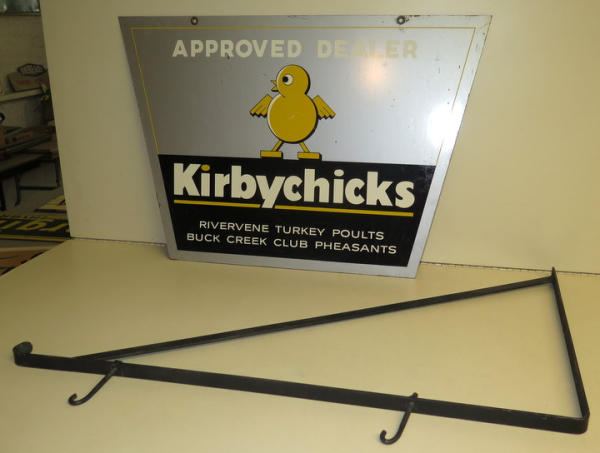 APPROVED DEALER
Kirbychicks
RIVERVENE TURKEY POULTS
BUCK CREEK CLUB PHEASANTS